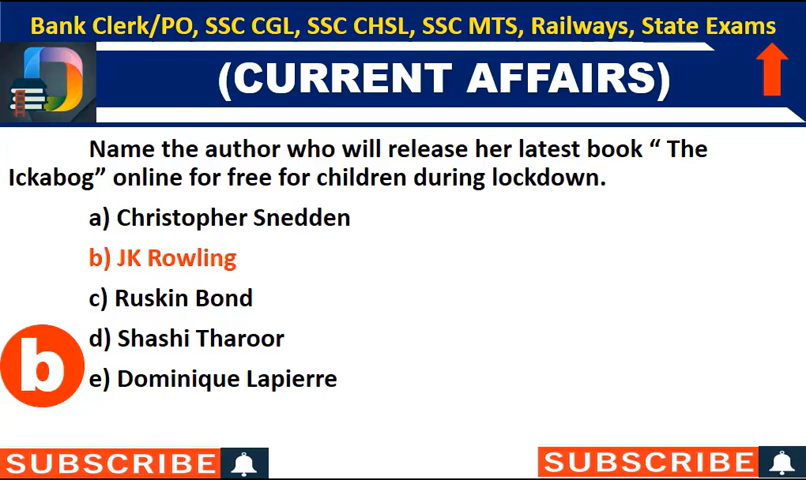 Bank Clerk/PO, SSC CGL, SSC CHSL, SSC MTS, Railways, State Exams
(CURRENT AFFAIRS)
Name the author who will release her latest book “ The
Ickabog” online for free for children during lockdown.
a) Christopher Snedden
b) JK Rowling
c) Ruskin Bond
d) Shashi Tharoor
b
e) Dominique Lapierre
SUBSCRIBE
SUBSCRIBE